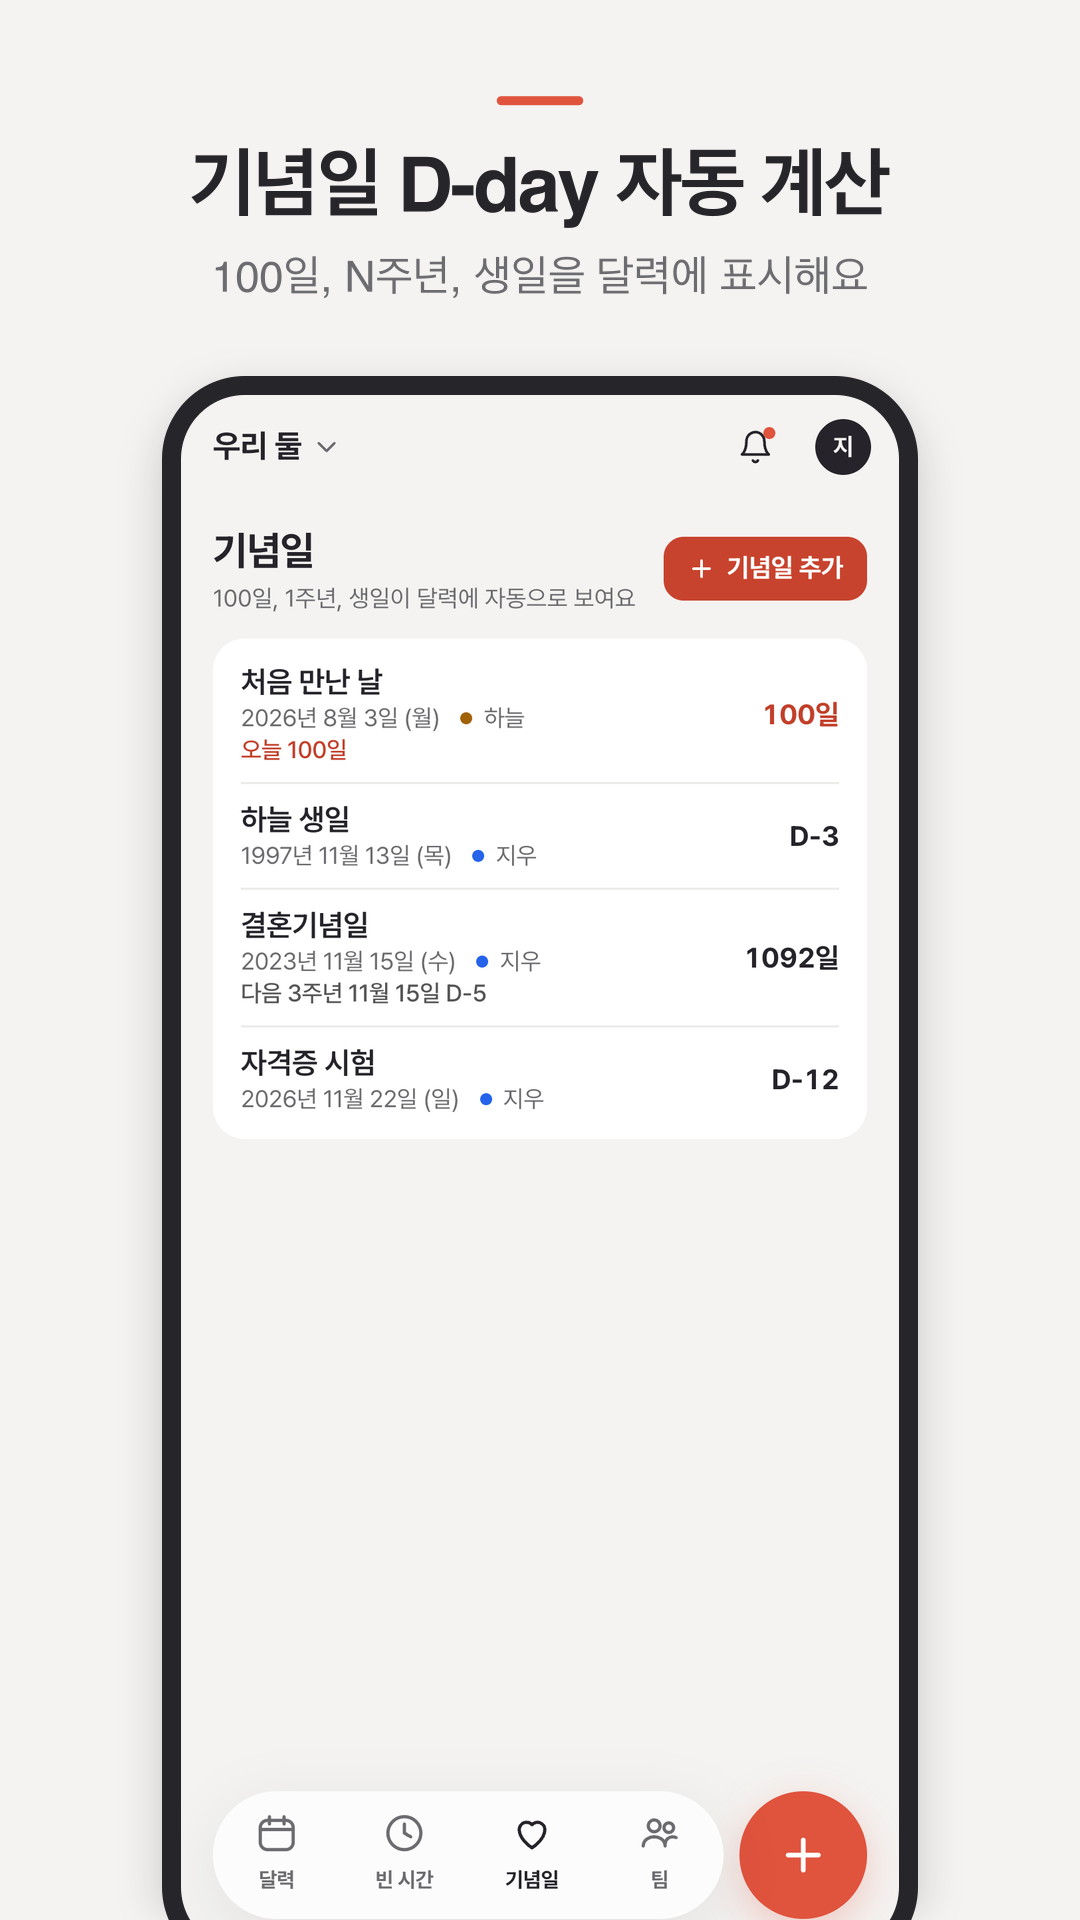 기념일 D-day 자동 계산
100일, N주년, 생일을 달력에 표시해요
우리 둘
지
기념일
100일, 1주년, 생일이 달력에 자동으로 보여요
기념일 추가
처음 만난 날
2026년 8월 3일 (월) 하늘
오늘 100일
100일
하늘 생일
1997년 11월 13일 (목) 지우
D-3
결혼기념일
2023년 11월 15일 (수) 지우
다음 3주년 11월 15일 D-5
1092일
자격증 시험
2026년 11월 22일 (일) 지우
D-12
달력
빈 시간
기념일
팀